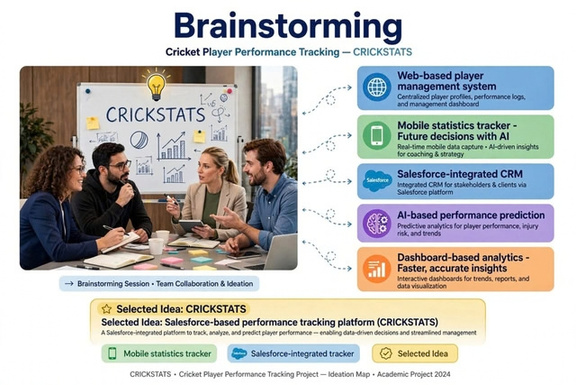 Brainstorming
Cricket Player Performance Tracking — CRICKSTATS
CRICKSTATS
→ Brainstorming Session • Team Collaboration & Ideation
Web-based player
management system
Centralized player profiles, performance logs,
and management dashboard
Mobile statistics tracker -
Future decisions with AI
Real-time mobile data capture • AI-driven insights
for coaching & strategy
Salesforce
Salesforce-integrated CRM
Integrated CRM for stakeholders & clients via
Salesforce platform
AI-based performance prediction
Predictive analytics for player performance, injury
risk, and trends
Dashboard-based analytics -
Faster, accurate insights
Interactive dashboards for trends, reports, and
data visualization
Selected Idea: CRICKSTATS
Selected Idea: Salesforce-based performance tracking platform (CRICKSTATS)
A Salesforce-integrated platform to track, analyze, and predict player performance — enabling data-driven decisions and streamlined management
Mobile statistics tracker
Salesforce-integrated tracker
Selected Idea
CRICKSTATS • Cricket Player Performance Tracking Project — Ideation Map • Academic Project 2024